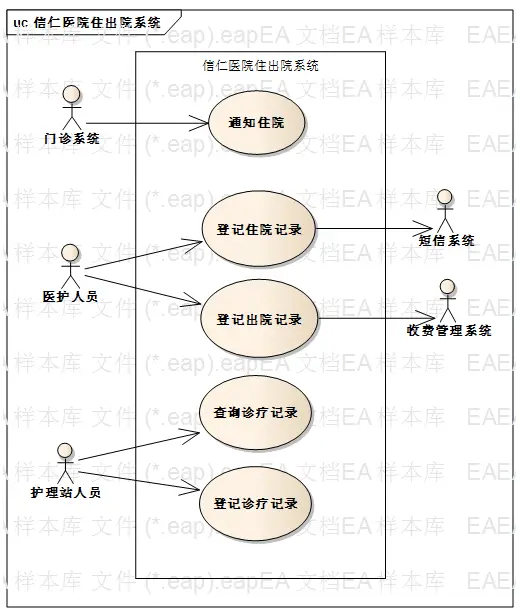 uc 信仁医院住出院系统
信仁医院住出院系统
门诊系统
通知住院
登记住院记录
短信系统
医护人员
登记出院记录
收费管理系统
查询诊疗记录
护理站人员
登记诊疗记录
样本库 文件 (*.eap).eapEA 文档EA 样本库 EAEA